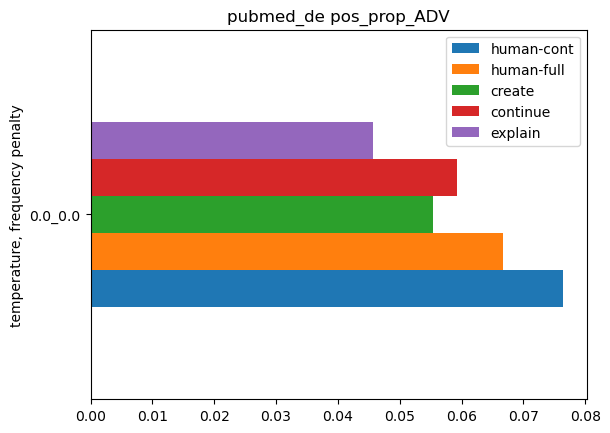 pubmed_de pos_prop_ADV
human-cont
human-full
create
continue
explain
temperature, frequency penalty
0.0_0.0
0.00 0.01 0.02 0.03 0.04 0.05 0.06 0.07 0.08